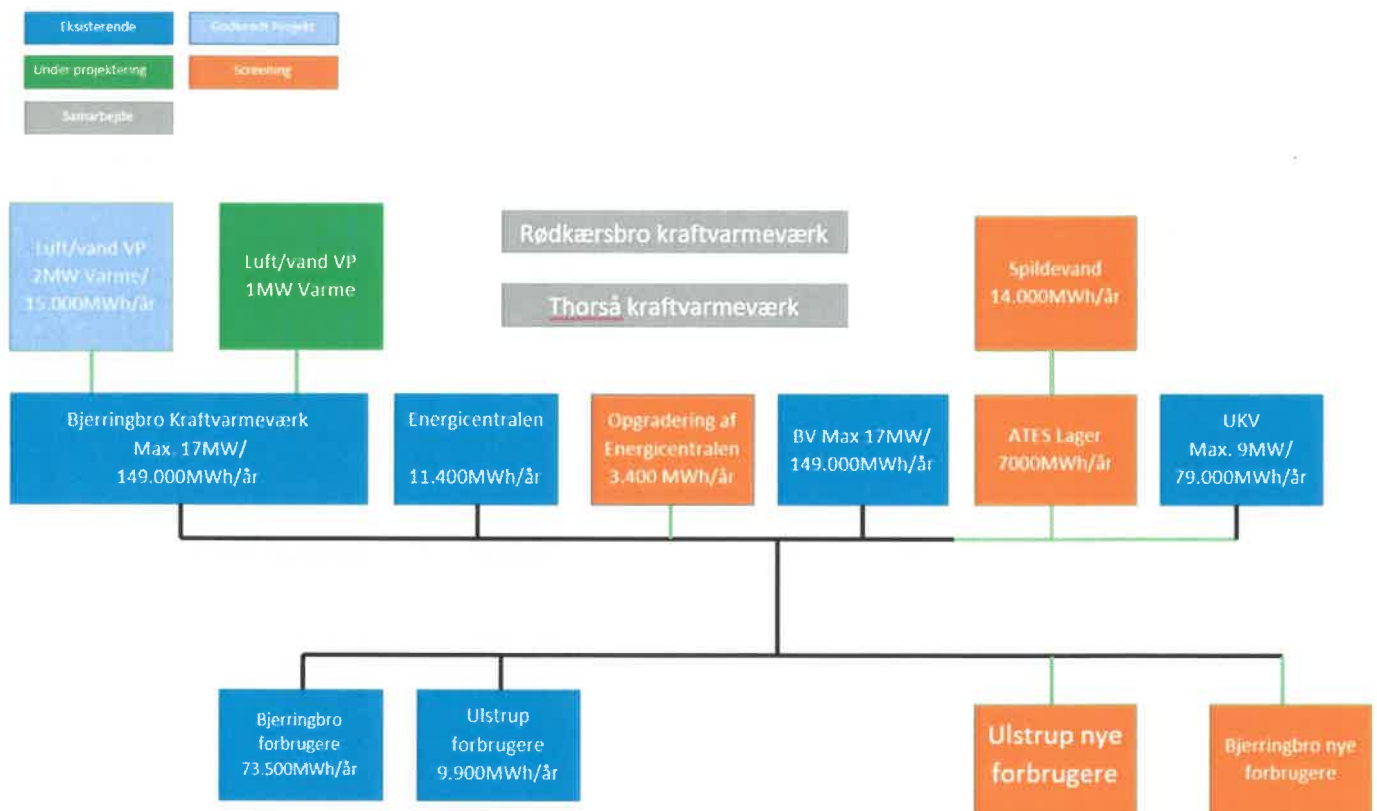 Eksisterende
Godkendt Projekt
Under projektering
Screening
Samarbejde
Luft/vand VP
2MW Varme/
15.000MWh/år
Luft/vand VP
1MW Varme
Rødkærsbro kraftvarmeværk
Thorså kraftvarmeværk
Spildevand
14.000MWh/år
Bjerringbro Kraftvarmeværk
Max. 17MW/
149.000MWh/år
Energicentralen
11.400MWh/år
Opgradering af
Energicentralen
3.400 MWh/år
BV Max 17MW/
149.000MWh/år
ATES Lager
7000MWh/år
UKV
Max. 9MW/
79.000MWh/år
Bjerringbro
forbrugere
73.500MWh/år
Ulstrup
forbrugere
9.900MWh/år
Ulstrup nye
forbrugere
Bjerringbro nye
forbrugere